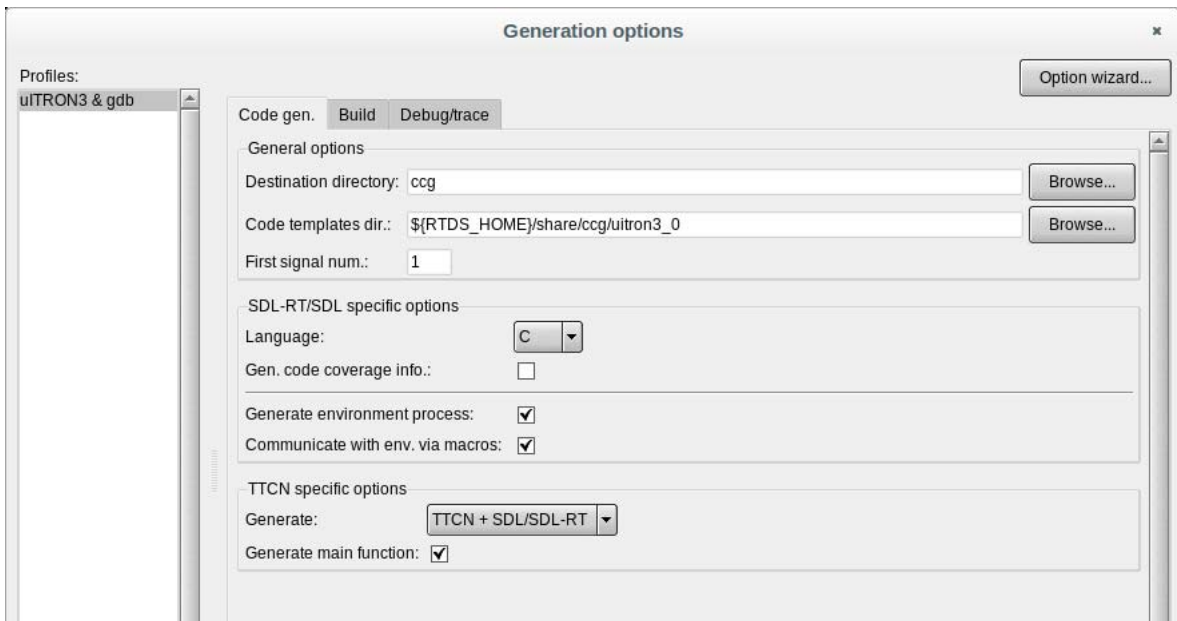 Generation options
Profiles:
Option wizard...
uITRON3 & gdb
Code gen. Build Debug/trace
General options
Destination directory: ccg Browse...
Code templates dir.: ${RTDS_HOME}/share/ccg/uitron3_0 Browse...
First signal num.: 1
SDL-RT/SDL specific options
Language: C
Gen. code coverage info.:
Generate environment process:
Communicate with env. via macros:
TTCN specific options
Generate: TTCN + SDL/SDL-RT
Generate main function: